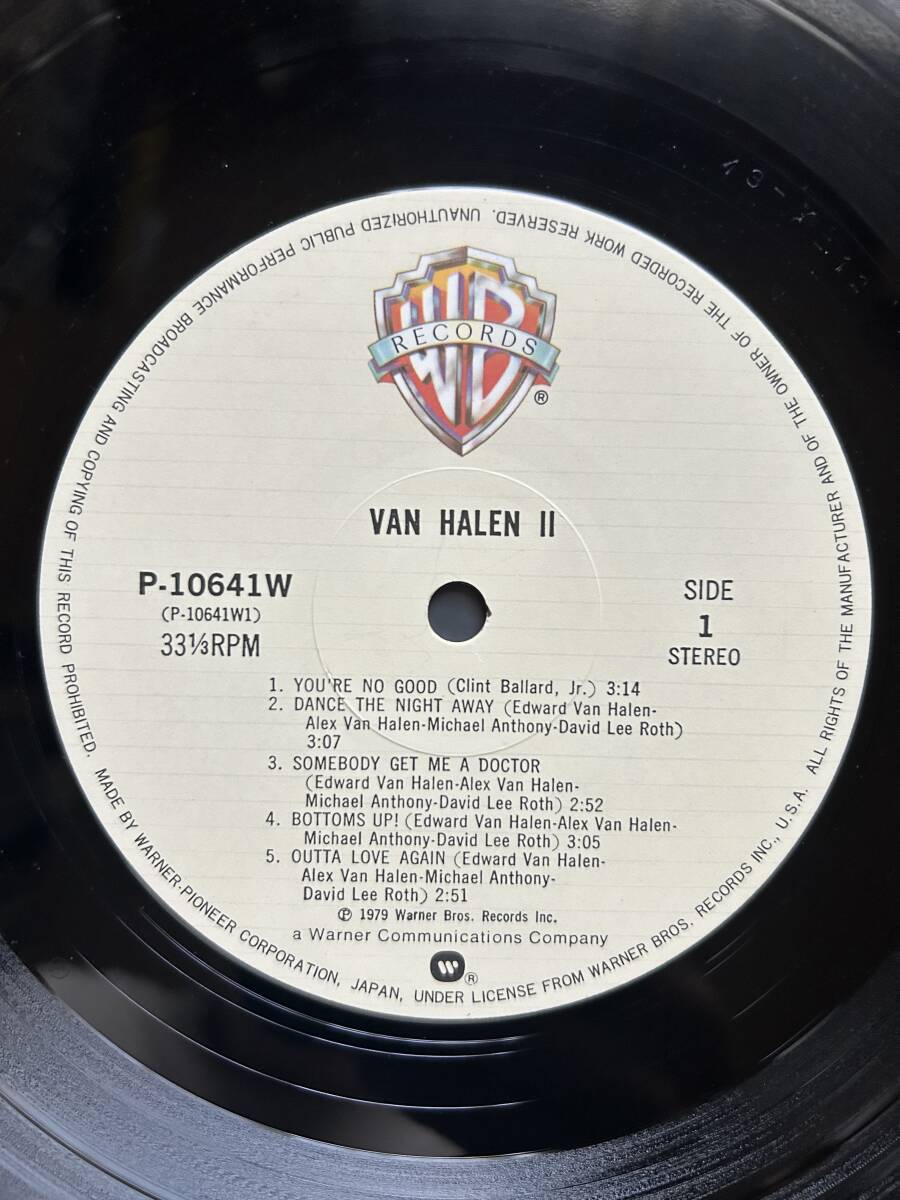 WB
RECORDS
®
VAN HALEN II
P-10641W
(P-10641W1)
33⅓RPM
SIDE
1
STEREO
1. YOU'RE NO GOOD (Clint Ballard, Jr.) 3:14
2. DANCE THE NIGHT AWAY (Edward Van Halen-
Alex Van Halen-Michael Anthony-David Lee Roth)
3:07
3. SOMEBODY GET ME A DOCTOR
(Edward Van Halen-Alex Van Halen-
Michael Anthony-David Lee Roth) 2:52
4. BOTTOMS UP! (Edward Van Halen-Alex Van Halen-
Michael Anthony-David Lee Roth) 3:05
5. OUTTA LOVE AGAIN (Edward Van Halen-
Alex Van Halen-Michael Anthony-
David Lee Roth) 2:51
℗ 1979 Warner Bros. Records Inc.
a Warner Communications Company
W ®
MADE BY WARNER-PIONEER CORPORATION, JAPAN, UNDER LICENSE FROM WARNER BROS. RECORDS INC., U.S.A. ALL RIGHTS OF THE MANUFACTURER AND OF THE OWNER OF THE RECORDED WORK RESERVED. UNAUTHORIZED PUBLIC PERFORMANCE BROADCASTING AND COPYING OF THIS RECORD PROHIBITED.